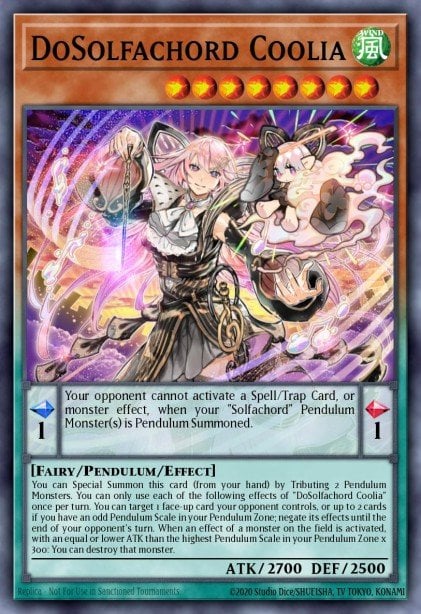 DoSolfachord Coolia
WIND
風
Your opponent cannot activate a Spell/Trap Card, or
monster effect, when your "Solfachord" Pendulum
Monster(s) is Pendulum Summoned.
1
1
[Fairy/Pendulum/Effect]
You can Special Summon this card (from your hand) by Tributing 2 Pendulum
Monsters. You can only use each of the following effects of "DoSolfachord Coolia"
once per turn. You can target 1 face-up card your opponent controls, or up to 2 cards
if you have an odd Pendulum Scale in your Pendulum Zone; negate its effects until the
end of your opponent's turn. When an effect of a monster on the field is activated,
with an equal or lower ATK than the highest Pendulum Scale in your Pendulum Zone x
300: You can destroy that monster.
ATK/2700 DEF/2500
Replica - Not For Use in Sanctioned Tournaments
©2020 Studio Dice/SHUEISHA, TV TOKYO, KONAMI